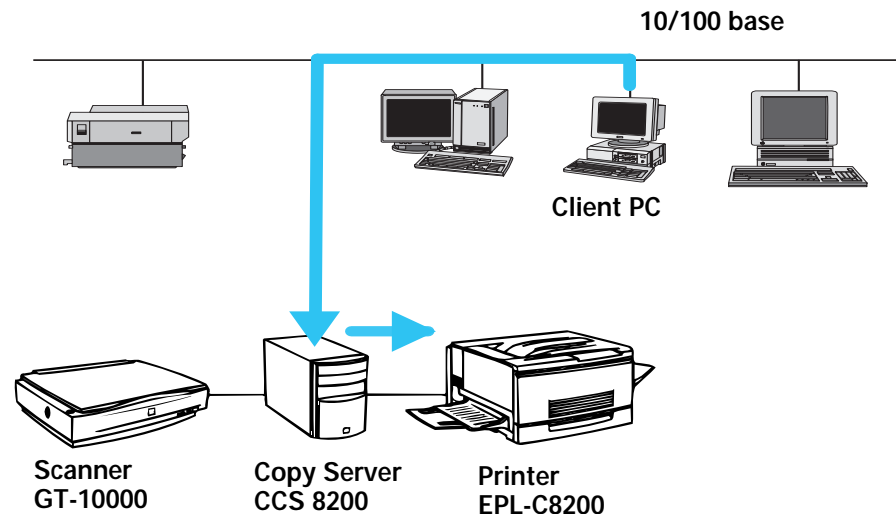 10/100 base
Client PC
Scanner
GT-10000
Copy Server
CCS 8200
Printer
EPL-C8200